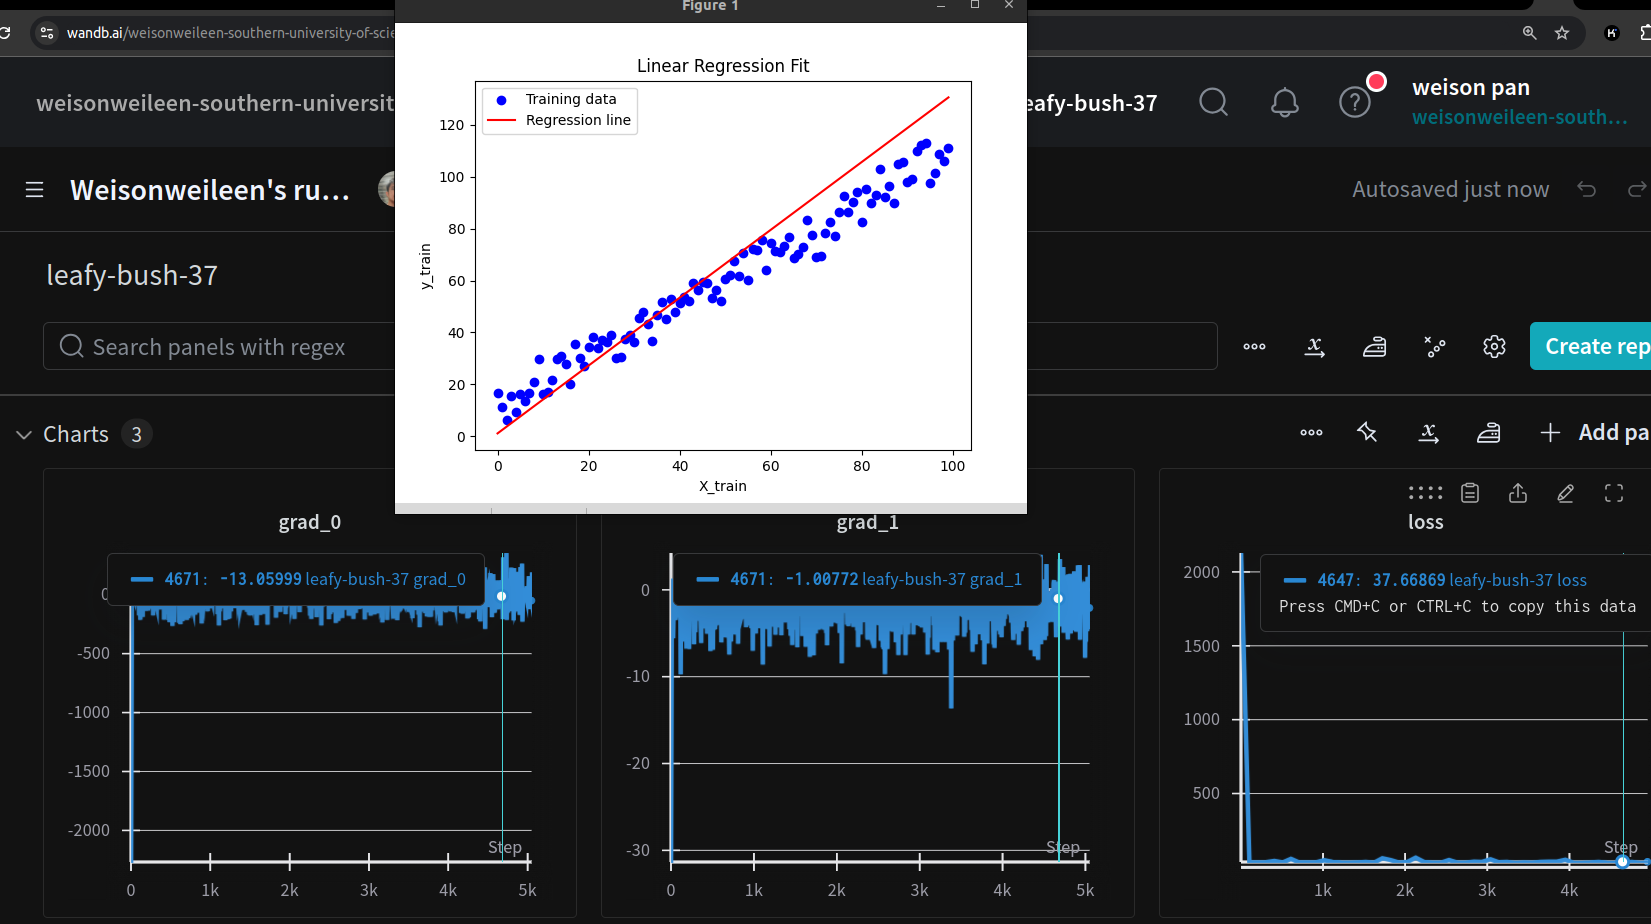 Figure 1
wandb.ai/weisonweileen-southern-university-of-scie
weisonweileen-southern-universit
eafy-bush-37
weison pan
weisonweileen-south…
Weisonweileen's ru…
Autosaved just now
leafy-bush-37
Search panels with regex
Create rep
Charts 3
Add pa
Linear Regression Fit
Training data
Regression line
y_train
120
100
80
60
40
20
0
0 20 40 60 80 100
X_train
grad_0
4671: -13.05999 leafy-bush-37 grad_0
0
-500
-1000
-1500
-2000
Step
0 1k 2k 3k 4k 5k
grad_1
4671: -1.00772 leafy-bush-37 grad_1
0
-10
-20
-30
Step
0 1k 2k 3k 4k 5k
loss
4647: 37.66869 leafy-bush-37 loss
Press CMD+C or CTRL+C to copy this data
2000
1500
1000
500
Step
1k 2k 3k 4k